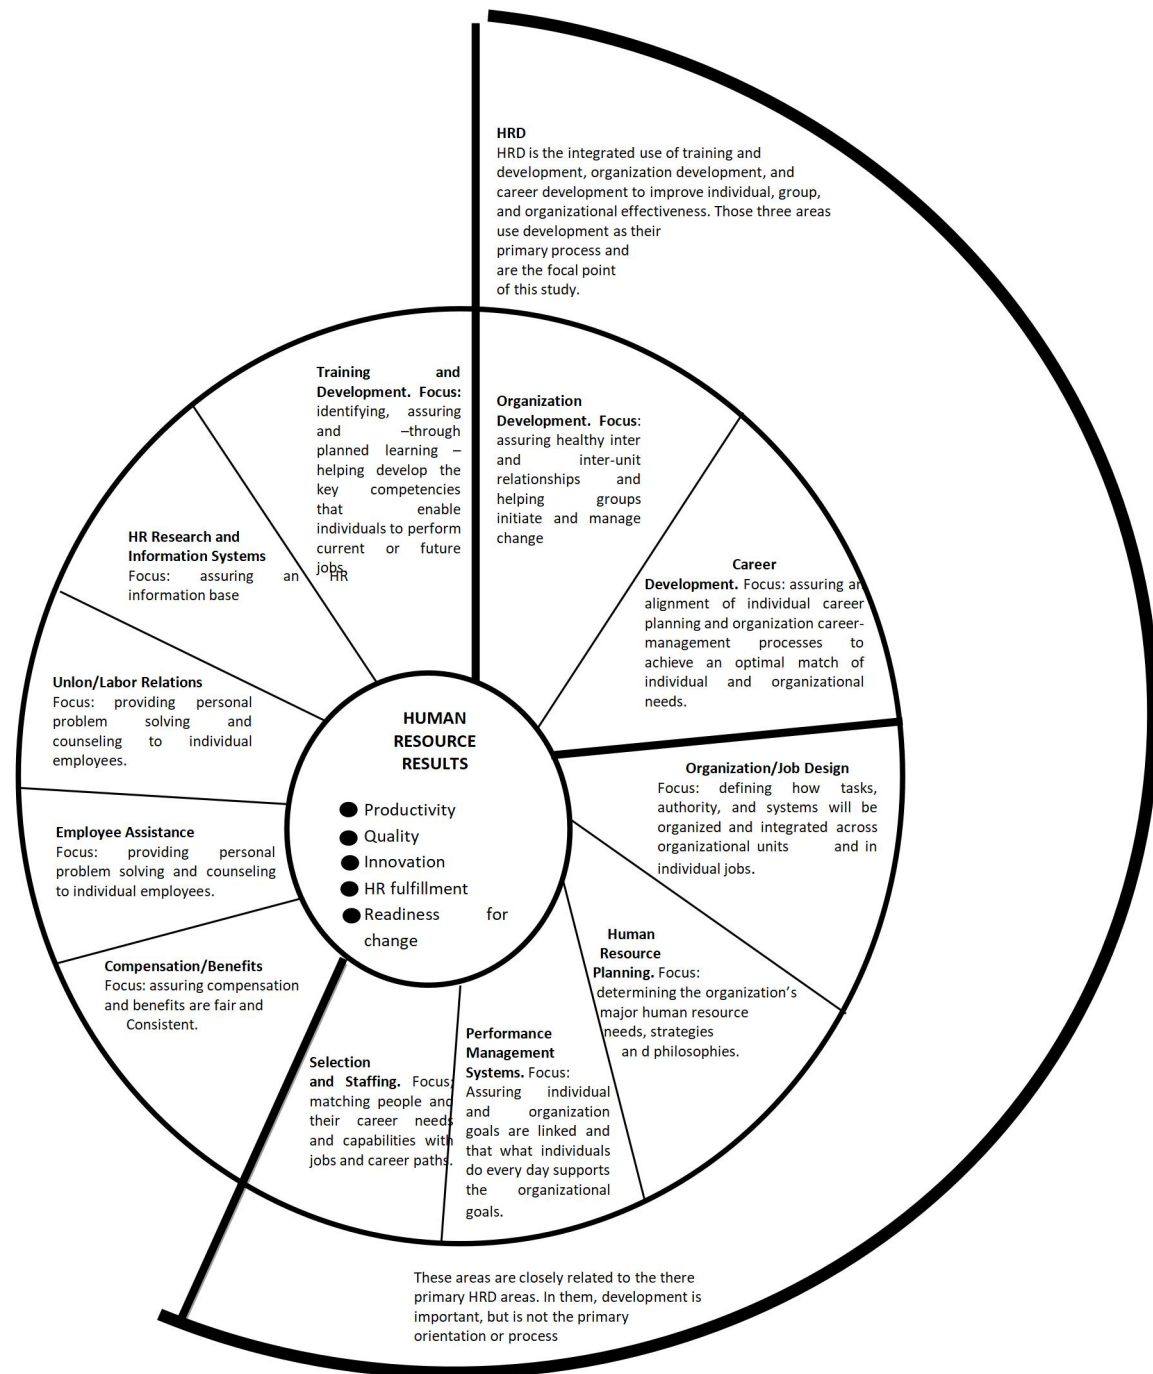 HRD
HRD is the integrated use of training and
development, organization development, and
career development to improve individual, group,
and organizational effectiveness. Those three areas
use development as their
primary process and
are the focal point
of this study.
Training and
Development. Focus:
identifying, assuring
and –through
planned learning –
helping develop the
key competencies
that enable
individuals to perform
current or future
jobs.
Organization
Development. Focus:
assuring healthy inter
and inter-unit
relationships and
helping groups
initiate and manage
change
Career
Development. Focus: assuring an
alignment of individual career
planning and organization career-
management processes to
achieve an optimal match of
individual and organizational
needs.
Organization/Job Design
Focus: defining how tasks,
authority, and systems will be
organized and integrated across
organizational units and in
individual jobs.
Human
Resource
Planning. Focus:
determining the organization's
major human resource
needs, strategies
an d philosophies.
Performance
Management
Systems. Focus:
Assuring individual
and organization
goals are linked and
that what individuals
do every day supports
the organizational
goals.
Selection
and Staffing. Focus;
matching people and
their career needs
and capabilities with
jobs and career paths.
Compensation/Benefits
Focus: assuring compensation
and benefits are fair and
Consistent.
Employee Assistance
Focus: providing personal
problem solving and counseling
to individual employees.
Unlon/Labor Relations
Focus: providing personal
problem solving and
counseling to individual
employees.
HR Research and
Information Systems
Focus: assuring an HR
information base
HUMAN
RESOURCE
RESULTS
Productivity
Quality
Innovation
HR fulfillment
Readiness for
change
These areas are closely related to the there
primary HRD areas. In them, development is
important, but is not the primary
orientation or process